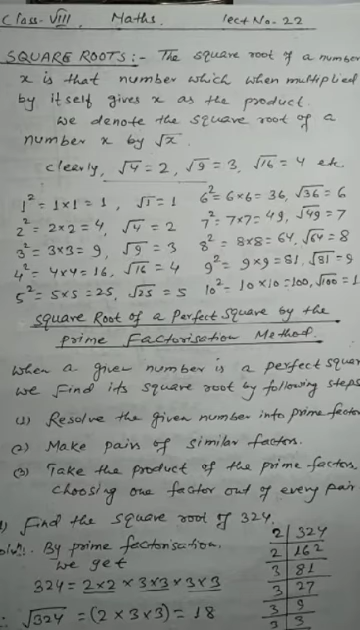 Class-VIII, Maths. lect No. 22
SQUARE ROOTS:- The square root of a number
x is that number which when multiplied
by itself gives x as the product.
we denote the square root of a
number x by √x.
clearly, √4 = 2, √9 = 3, √16 = 4 etc.
1² = 1×1 = 1, √1 = 1 6² = 6×6 = 36, √36 = 6
2² = 2×2 = 4, √4 = 2 7² = 7×7 = 49, √49 = 7
3² = 3×3 = 9, √9 = 3 8² = 8×8 = 64, √64 = 8
4² = 4×4 = 16, √16 = 4 9² = 9×9 = 81, √81 = 9
5² = 5×5 = 25, √25 = 5 10² = 10×10 = 100, √100 = 1
Square Root of a Perfect Square by the
prime Factorisation Method.
when a given number is a perfect squar
we find its square root by following steps
(1) Resolve the given number into prime factor
(2) Make pairs of similar factors.
(3) Take the product of the prime factors,
choosing one factor out of every pair
) Find the square root of 324.
Solu:. By prime factorisation,
we get
324 = 2×2×3×3×3×3
∴ √324 = (2×3×3) = 18
2 | 324
2 | 162
3 | 81
3 | 27
3 | 9
3 | 3